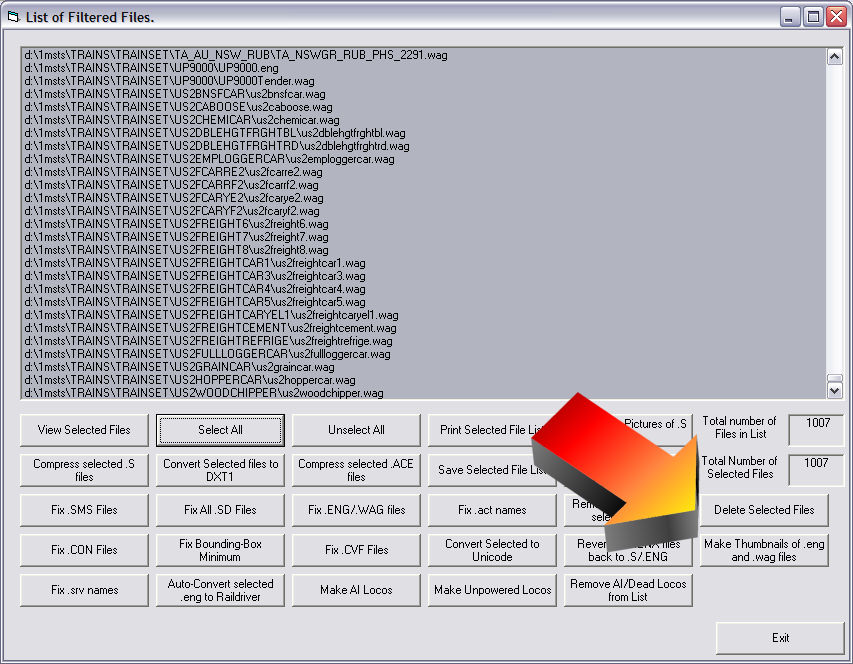 List of Filtered Files.
d:\1msts\TRAINS\TRAINSET\TA_AU_NSW_RUB\TA_NSWGR_RUB_PHS_2291.wag
d:\1msts\TRAINS\TRAINSET\UP9000\UP9000.eng
d:\1msts\TRAINS\TRAINSET\UP9000\UP9000Tender.wag
d:\1msts\TRAINS\TRAINSET\US2BNSFCAR\us2bnsfcar.wag
d:\1msts\TRAINS\TRAINSET\US2CABOOSE\us2caboose.wag
d:\1msts\TRAINS\TRAINSET\US2CHEMICAR\us2chemicar.wag
d:\1msts\TRAINS\TRAINSET\US2DBLEHGTFRGHTBL\us2dblehgtfrghtbl.wag
d:\1msts\TRAINS\TRAINSET\US2DBLEHGTFRGHTRD\us2dblehgtfrghtrd.wag
d:\1msts\TRAINS\TRAINSET\US2EMPLOGGERCAR\us2emploggercar.wag
d:\1msts\TRAINS\TRAINSET\US2FCARRE2\us2fcarre2.wag
d:\1msts\TRAINS\TRAINSET\US2FCARRF2\us2fcarrf2.wag
d:\1msts\TRAINS\TRAINSET\US2FCARYE2\us2fcarye2.wag
d:\1msts\TRAINS\TRAINSET\US2FCARYF2\us2fcaryf2.wag
d:\1msts\TRAINS\TRAINSET\US2FREIGHT6\us2freight6.wag
d:\1msts\TRAINS\TRAINSET\US2FREIGHT7\us2freight7.wag
d:\1msts\TRAINS\TRAINSET\US2FREIGHT8\us2freight8.wag
d:\1msts\TRAINS\TRAINSET\US2FREIGHTCAR1\us2freightcar1.wag
d:\1msts\TRAINS\TRAINSET\US2FREIGHTCAR3\us2freightcar3.wag
d:\1msts\TRAINS\TRAINSET\US2FREIGHTCAR4\us2freightcar4.wag
d:\1msts\TRAINS\TRAINSET\US2FREIGHTCAR5\us2freightcar5.wag
d:\1msts\TRAINS\TRAINSET\US2FREIGHTCARYEL1\us2freightcaryel1.wag
d:\1msts\TRAINS\TRAINSET\US2FREIGHTCEMENT\us2freightcement.wag
d:\1msts\TRAINS\TRAINSET\US2FREIGHTREFRIGE\us2freightrefrige.wag
d:\1msts\TRAINS\TRAINSET\US2FULLLOGGERCAR\us2fullloggercar.wag
d:\1msts\TRAINS\TRAINSET\US2GRAINCAR\us2graincar.wag
d:\1msts\TRAINS\TRAINSET\US2HOPPERCAR\us2hoppercar.wag
d:\1msts\TRAINS\TRAINSET\US2WOODCHIPPER\us2woodchipper.wag
View Selected Files
Select All
Unselect All
Print Selected File List
Pictures of .S
Total number of
Files in List
1007
Compress selected .S
files
Convert Selected files to
DXT1
Compress selected .ACE
files
Save Selected File List
Total Number of
Selected Files
1007
Fix .SMS Files
Fix All .SD Files
Fix .ENG/.WAG files
Fix .act names
Delete Selected Files
Fix .CON Files
Fix Bounding-Box
Minimum
Fix .CVF Files
Convert Selected to
Unicode
files
back to .S/.ENG
Make Thumbnails of .eng
and .wag files
Fix .srv names
Auto-Convert selected
.eng to Raildriver
Make AI Locos
Make Unpowered Locos
Remove AI/Dead Locos
from List
Exit